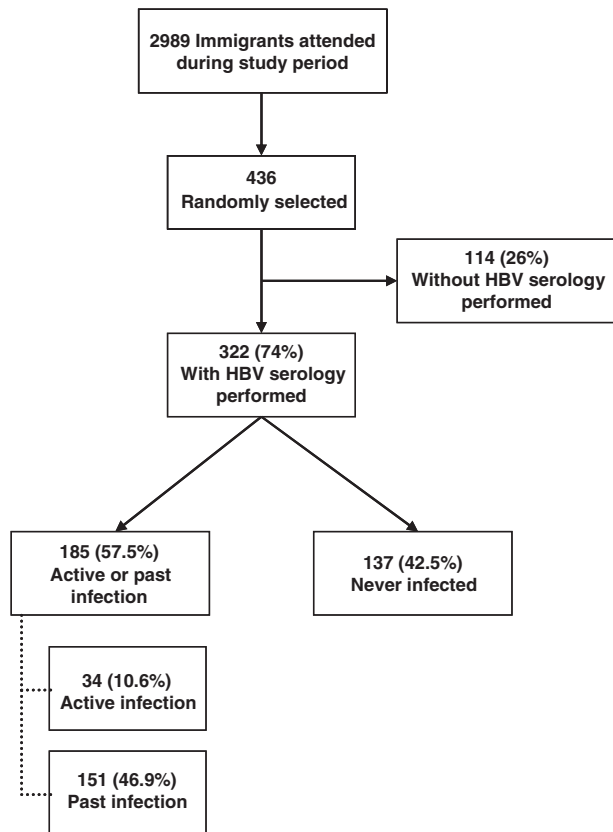 2989 Immigrants attended
during study period
436
Randomly selected
114 (26%)
Without HBV serology
performed
322 (74%)
With HBV serology
performed
185 (57.5%)
Active or past
infection
137 (42.5%)
Never infected
34 (10.6%)
Active infection
151 (46.9%)
Past infection